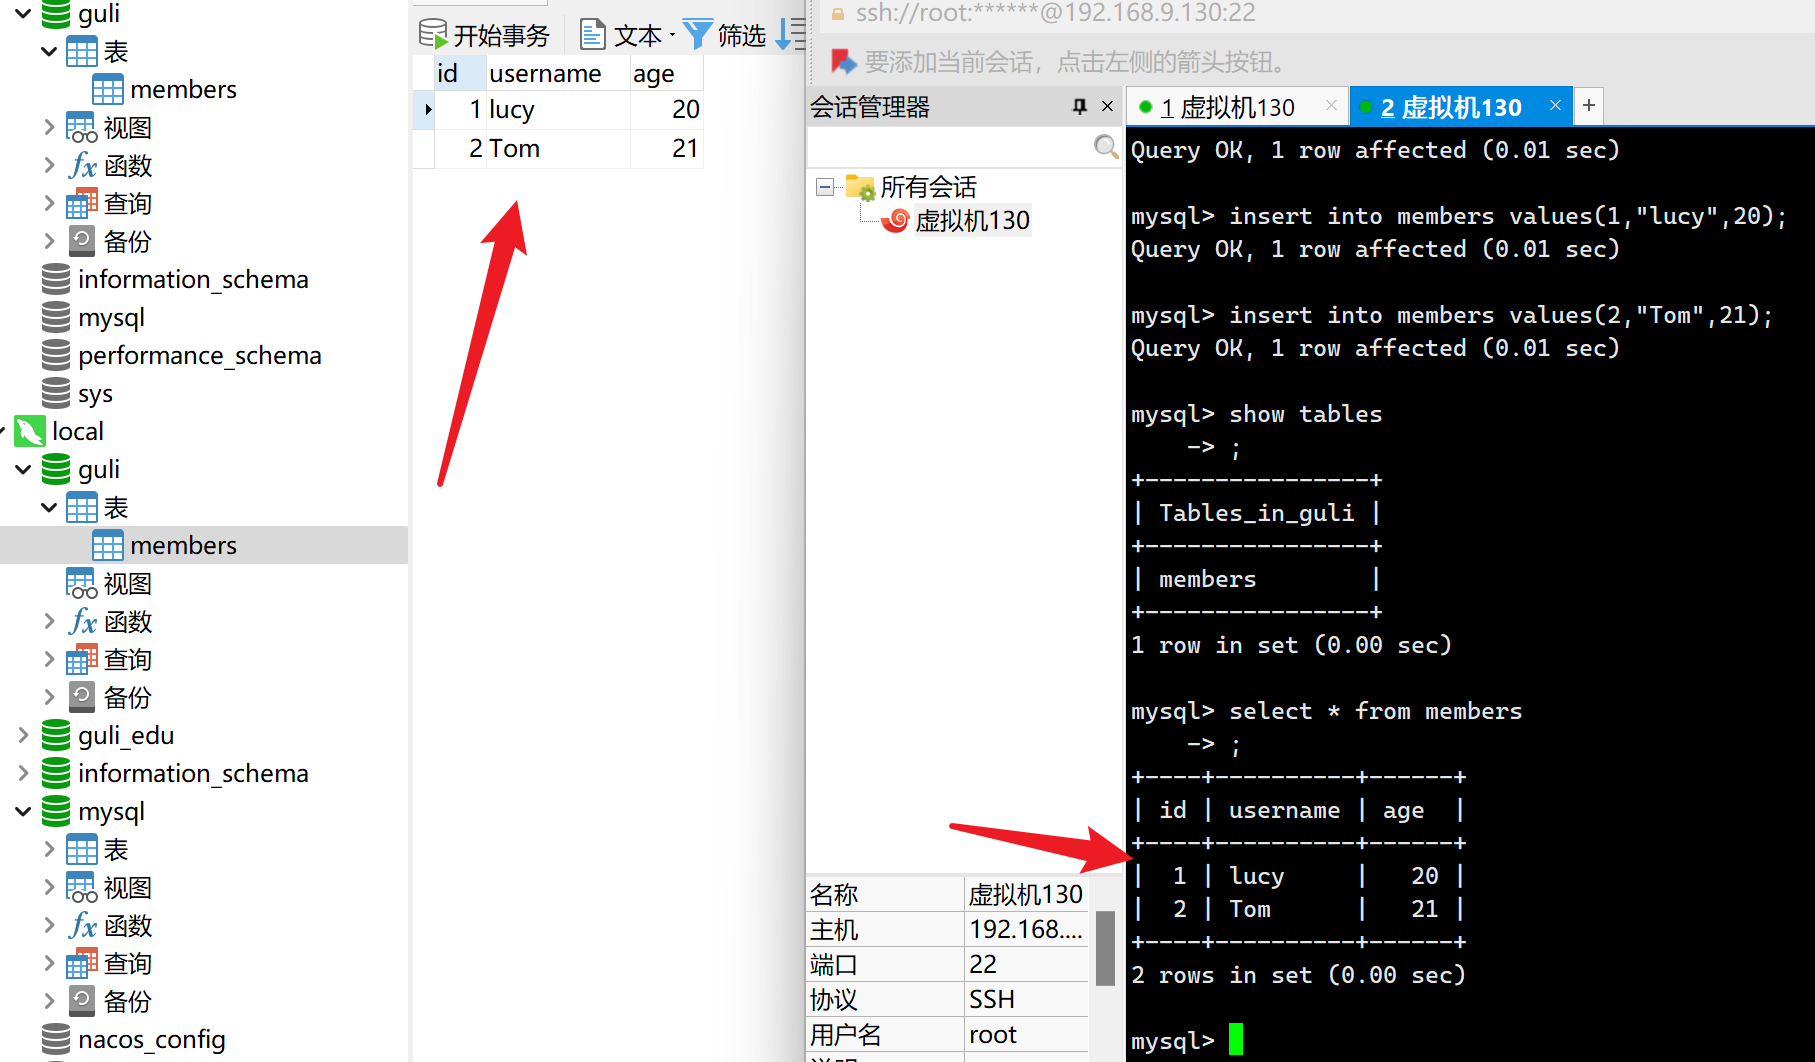 guli
表
members
视图
函数
查询
备份
information_schema
mysql
performance_schema
sys
local
guli
表
members
视图
函数
查询
备份
guli_edu
information_schema
mysql
表
视图
函数
查询
备份
nacos_config
开始事务 文本 筛选
id username age
1 lucy 20
2 Tom 21
ssh://root:******@192.168.9.130:22
要添加当前会话，点击左侧的箭头按钮。
会话管理器
所有会话
虚拟机130
名称 虚拟机130
主机 192.168....
端口 22
协议 SSH
用户名 root
1 虚拟机130 2 虚拟机130
Query OK, 1 row affected (0.01 sec)
mysql> insert into members values(1,"lucy",20);
Query OK, 1 row affected (0.01 sec)
mysql> insert into members values(2,"Tom",21);
Query OK, 1 row affected (0.01 sec)
mysql> show tables
    -> ;
+----------------+
| Tables_in_guli |
+----------------+
| members        |
+----------------+
1 row in set (0.00 sec)
mysql> select * from members
    -> ;
+----+----------+------+
| id | username | age  |
+----+----------+------+
|  1 | lucy     |   20 |
|  2 | Tom      |   21 |
+----+----------+------+
2 rows in set (0.00 sec)
mysql>